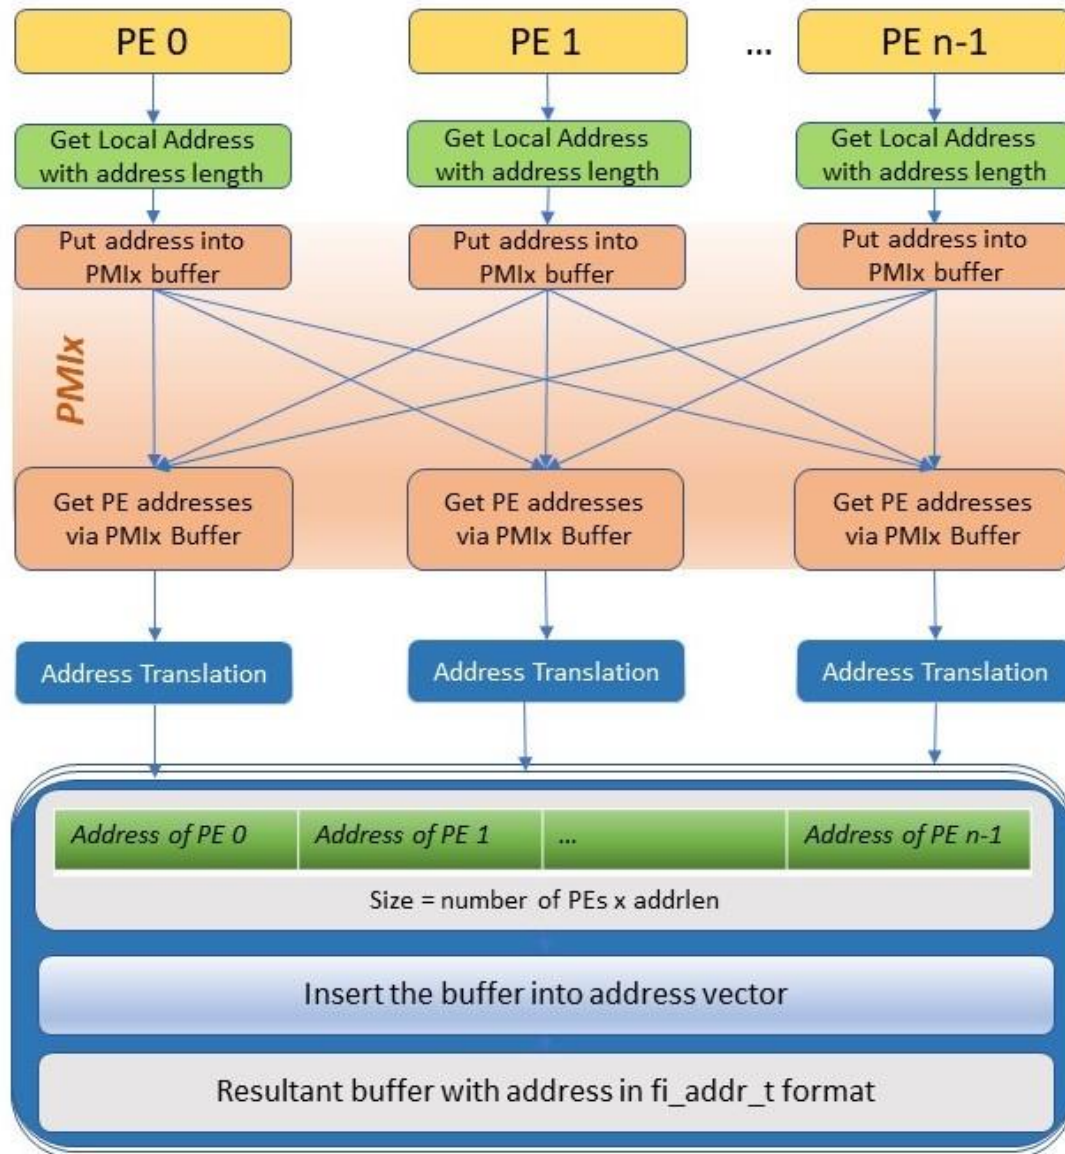 PE 0
PE 1
...
PE n-1
Get Local Address
with address length
Get Local Address
with address length
Get Local Address
with address length
Put address into
PMIx buffer
Put address into
PMIx buffer
Put address into
PMIx buffer
PMIx
Get PE addresses
via PMIx Buffer
Get PE addresses
via PMIx Buffer
Get PE addresses
via PMIx Buffer
Address Translation
Address Translation
Address Translation
Address of PE 0
Address of PE 1
...
Address of PE n-1
Size = number of PEs x addrlen
Insert the buffer into address vector
Resultant buffer with address in fi_addr_t format